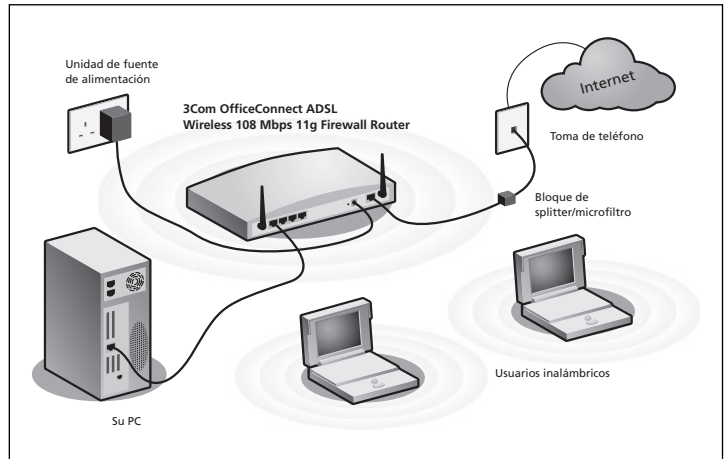 Unidad de fuente
de alimentación
3Com OfficeConnect ADSL
Wireless 108 Mbps 11g Firewall Router
Internet
Toma de teléfono
Bloque de
splitter/microfiltro
Usuarios inalámbricos
Su PC